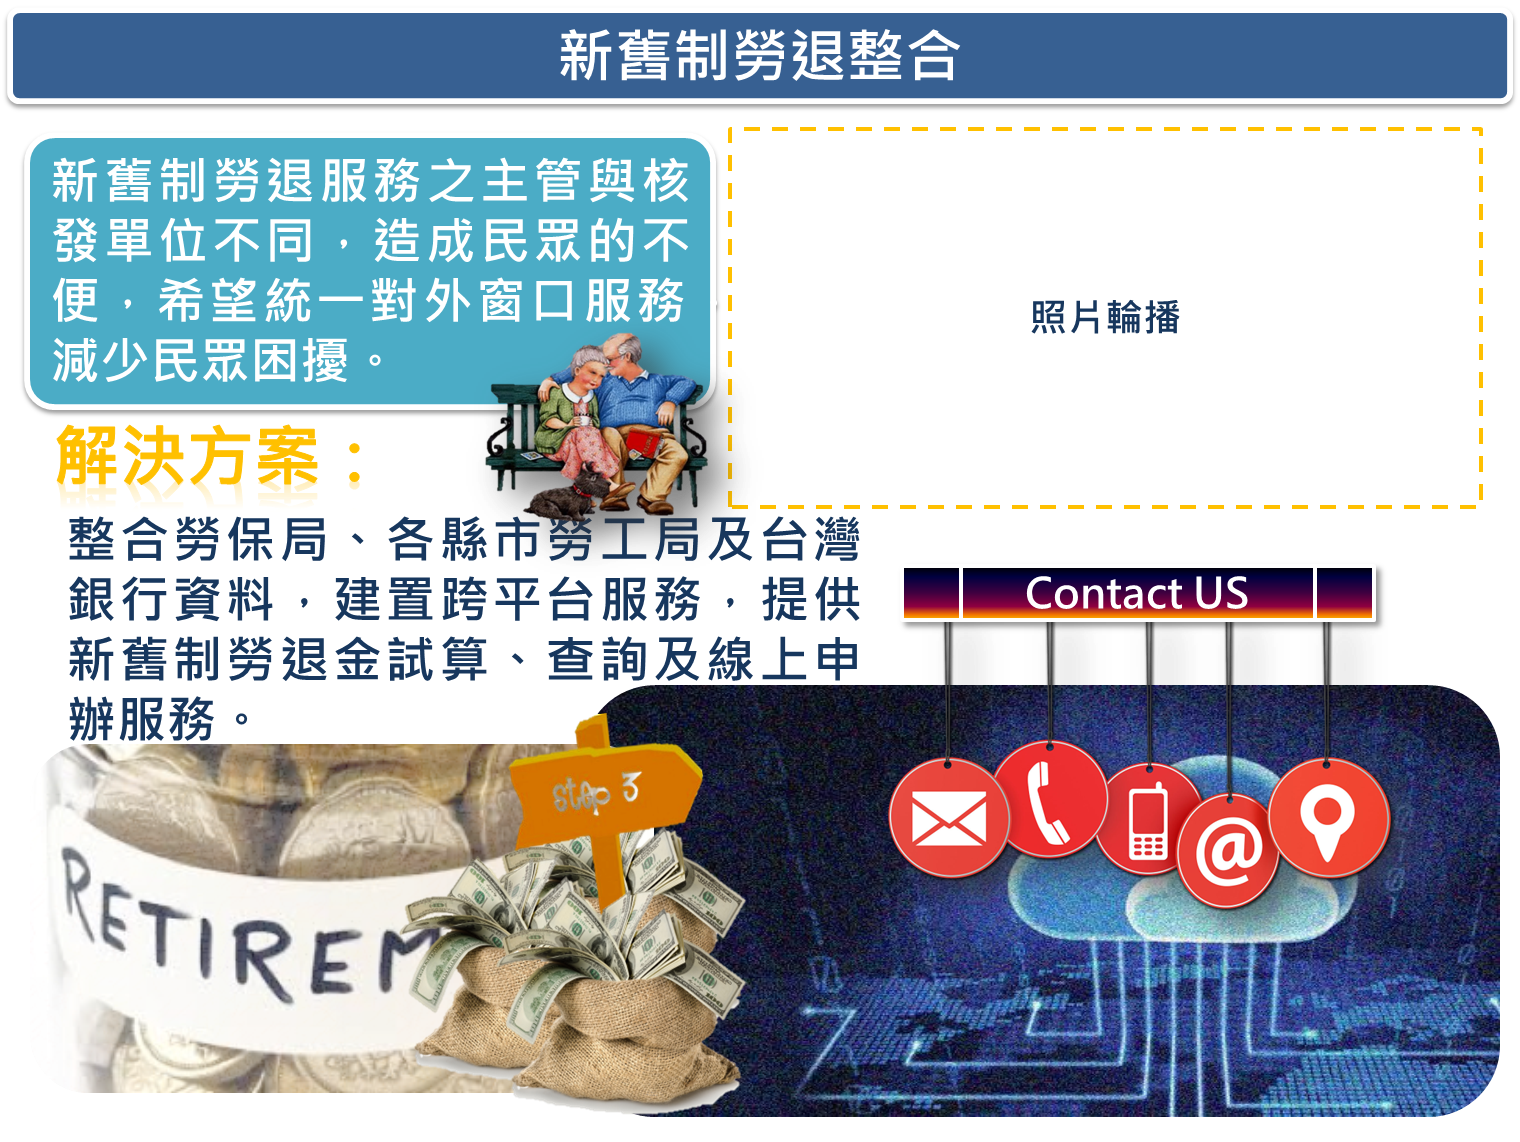 新舊制勞退整合
新舊制勞退服務之主管與核
發單位不同，造成民眾的不
便，希望統一對外窗口服務
減少民眾困擾。
照片輪播
解決方案：
整合勞保局、各縣市勞工局及台灣
銀行資料，建置跨平台服務，提供
新舊制勞退金試算、查詢及線上申
辦服務。
Contact US
step 3
RETIREM
@